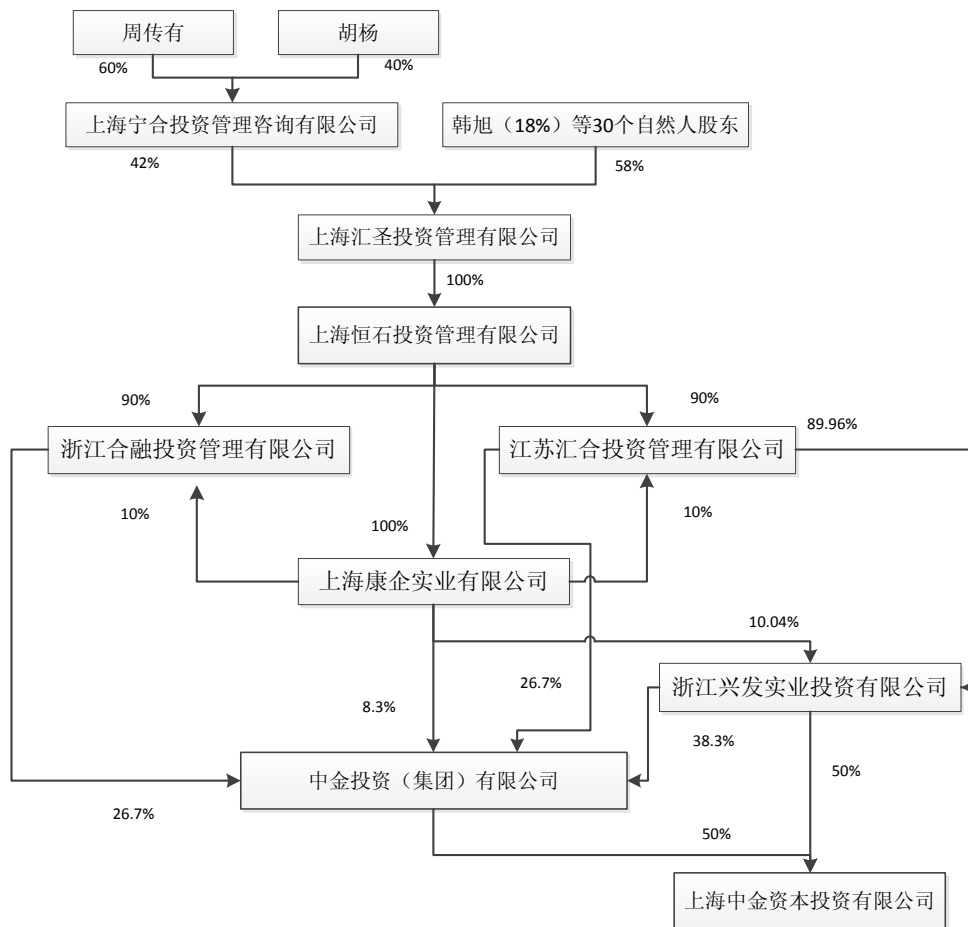 周传有
胡杨
60%
40%
上海宁合投资管理咨询有限公司
韩旭（18%）等30个自然人股东
42%
58%
上海汇圣投资管理有限公司
100%
上海恒石投资管理有限公司
90%
90%
89.96%
浙江合融投资管理有限公司
江苏汇合投资管理有限公司
10%
100%
10%
上海康企实业有限公司
10.04%
浙江兴发实业投资有限公司
8.3%
26.7%
38.3%
50%
中金投资（集团）有限公司
26.7%
50%
上海中金资本投资有限公司